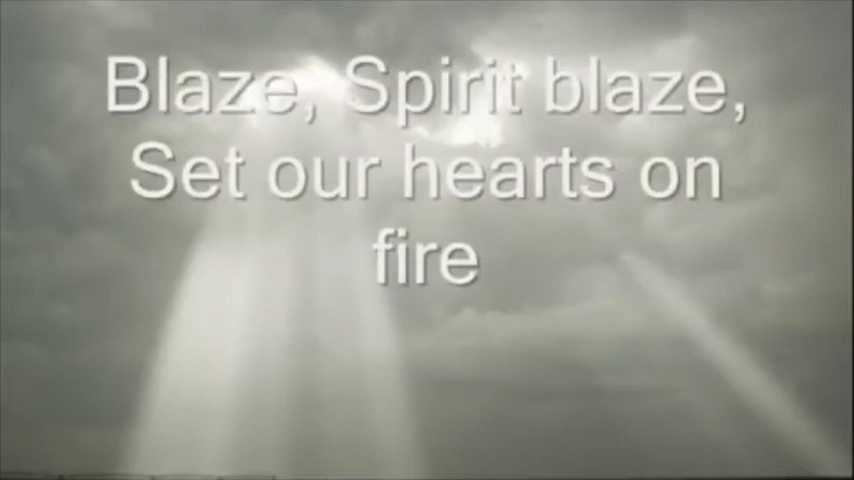 Blaze, Spirit blaze,
Set our hearts on
fire